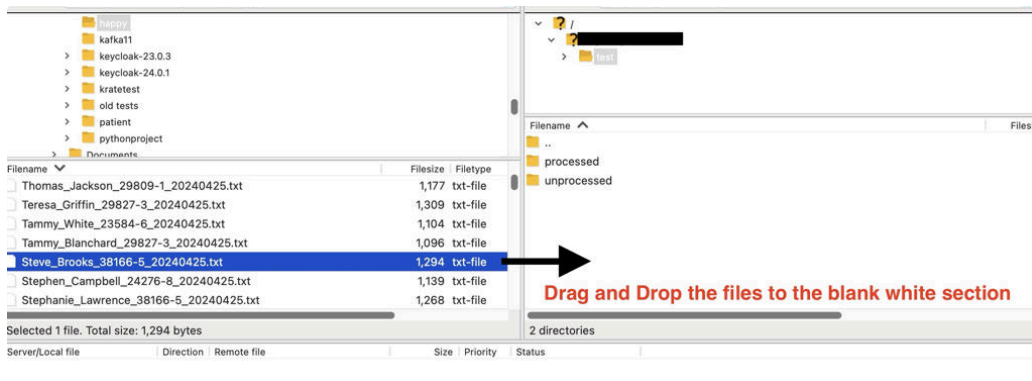 happy
kafka11
keycloak-23.0.3
keycloak-24.0.1
kratetest
old tests
patient
pythonproject
Documents
Filename Filesize Filetype
Thomas_Jackson_29809-1_20240425.txt 1,177 txt-file
Teresa_Griffin_29827-3_20240425.txt 1,309 txt-file
Tammy_White_23584-6_20240425.txt 1,104 txt-file
Tammy_Blanchard_29827-3_20240425.txt 1,096 txt-file
Steve_Brooks_38166-5_20240425.txt 1,294 txt-file
Stephen_Campbell_24276-8_20240425.txt 1,139 txt-file
Stephanie_Lawrence_38166-5_20240425.txt 1,268 txt-file
Selected 1 file. Total size: 1,294 bytes
/
test
Filename Files
..
processed
unprocessed
Drag and Drop the files to the blank white section
2 directories
Server/Local file Direction Remote file Size Priority Status